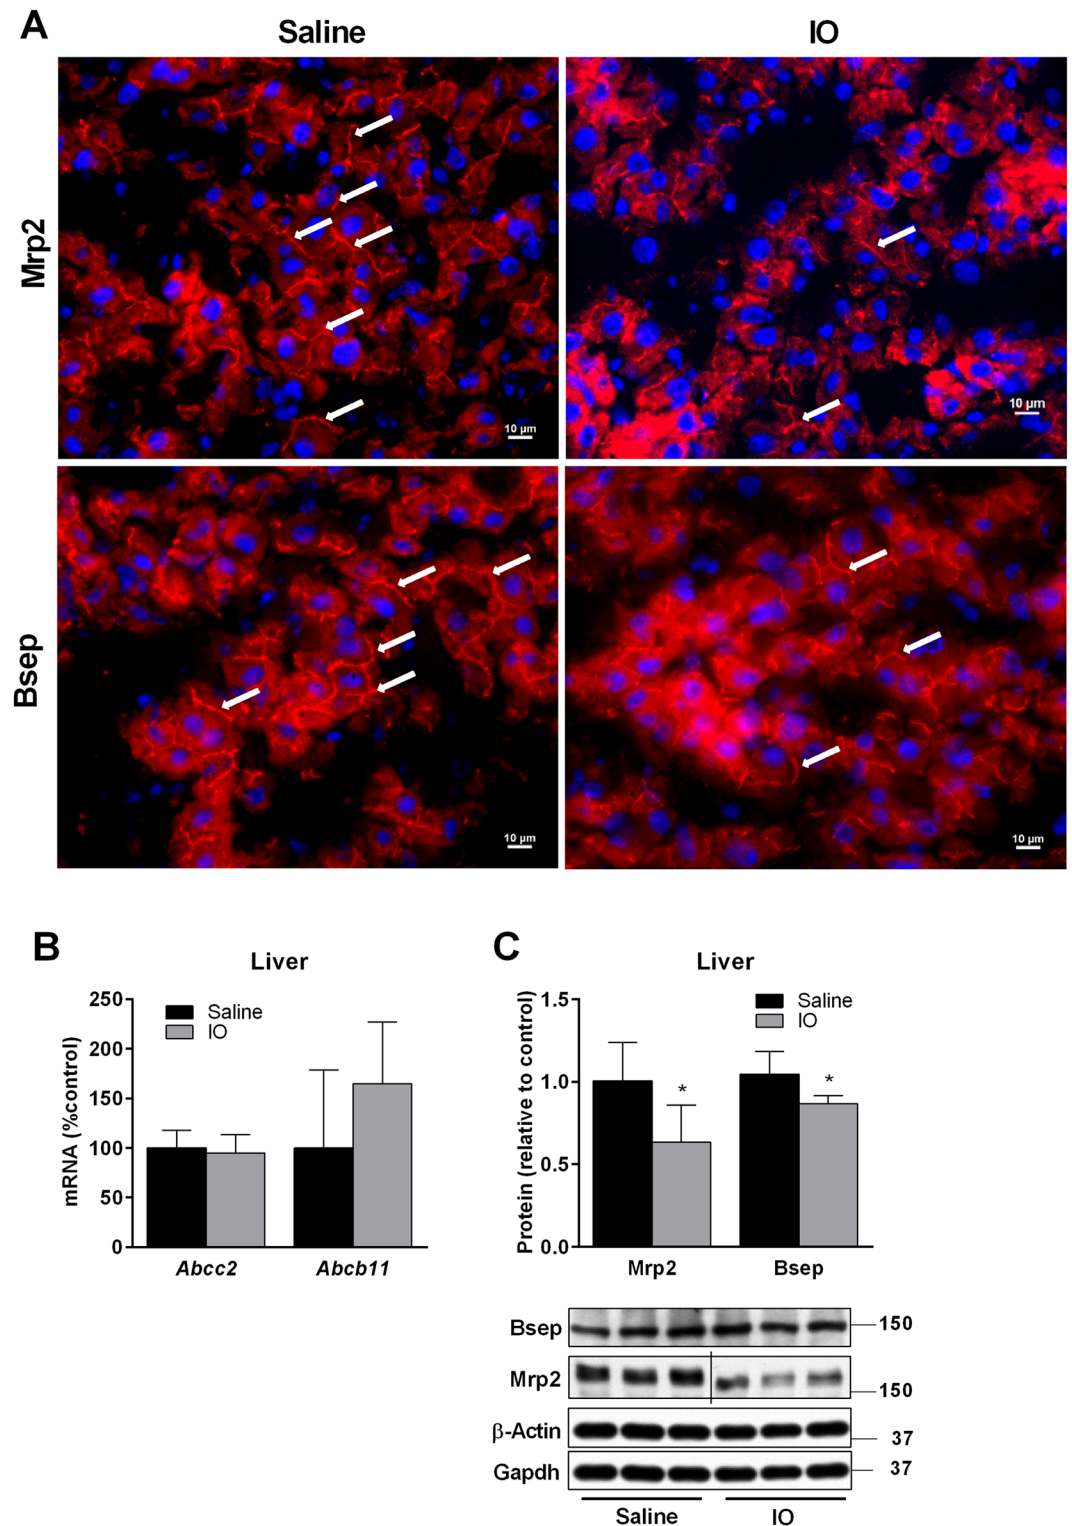 A
Saline
IO
Mrp2
10 µm
10 µm
Bsep
10 µm
10 µm
B
Liver
mRNA (%control)
250
200
150
100
50
0
Saline
IO
Abcc2
Abcb11
C
Liver
Protein (relative to control)
1.5
1.0
0.5
0.0
Saline
IO
*
*
Mrp2
Bsep
Bsep
150
Mrp2
150
β-Actin
37
Gapdh
37
Saline
IO